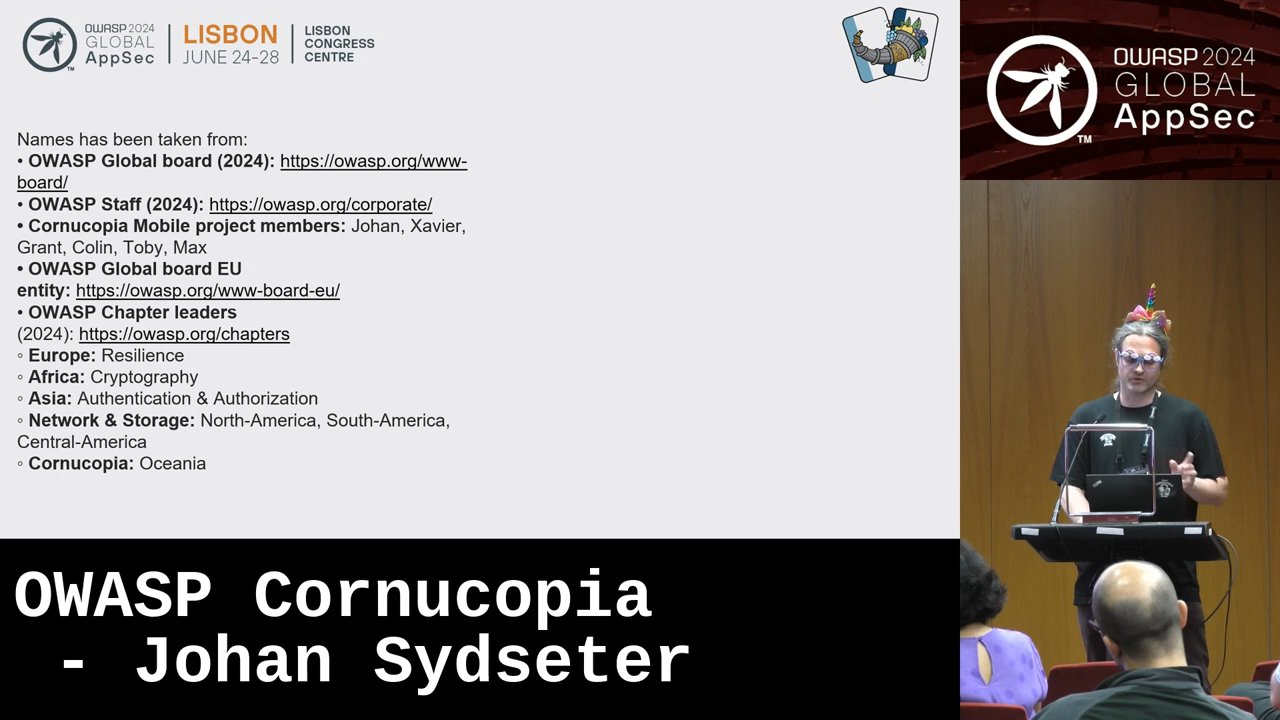 OWASP 2024
GLOBAL
AppSec
TM
LISBON
JUNE 24-28
LISBON
CONGRESS
CENTRE
Names has been taken from:
• OWASP Global board (2024): https://owasp.org/www-
board/
• OWASP Staff (2024): https://owasp.org/corporate/
• Cornucopia Mobile project members: Johan, Xavier,
Grant, Colin, Toby, Max
• OWASP Global board EU
entity: https://owasp.org/www-board-eu/
• OWASP Chapter leaders
(2024): https://owasp.org/chapters
◦ Europe: Resilience
◦ Africa: Cryptography
◦ Asia: Authentication & Authorization
◦ Network & Storage: North-America, South-America,
Central-America
◦ Cornucopia: Oceania
OWASP Cornucopia
- Johan Sydseter
OWASP 2024
GLOBAL
AppSec
TM